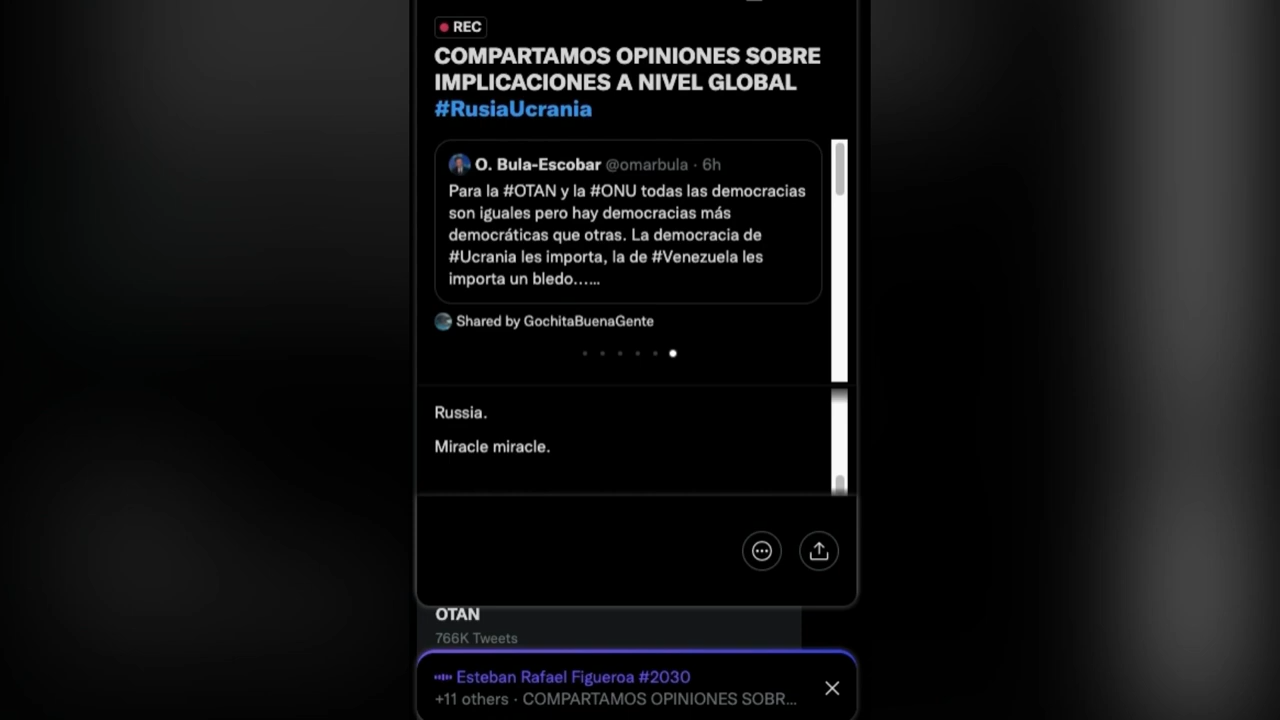 REC
COMPARTAMOS OPINIONES SOBRE
IMPLICACIONES A NIVEL GLOBAL
#RusiaUcrania
O. Bula-Escobar @omarbula · 6h
Para la #OTAN y la #ONU todas las democracias
son iguales pero hay democracias más
democráticas que otras. La democracia de
#Ucrania les importa, la de #Venezuela les
importa un bledo…...
Shared by GochitaBuenaGente
Russia.
Miracle miracle.
OTAN
766K Tweets
Esteban Rafael Figueroa #2030
+11 others · COMPARTAMOS OPINIONES SOBR...